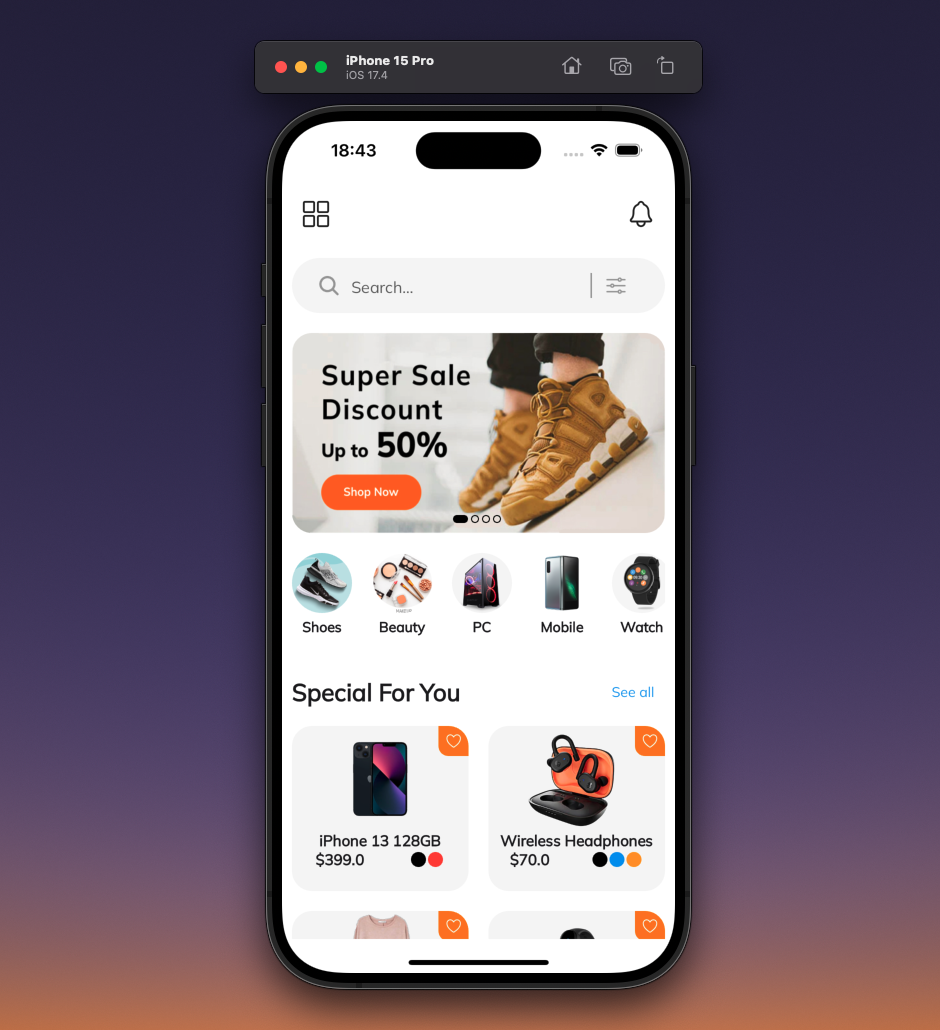 iPhone 15 Pro
iOS 17.4
18:43
Search...
Super Sale
Discount
Up to 50%
Shop Now
Shoes
Beauty
PC
Mobile
Watch
Special For You
See all
iPhone 13 128GB
$399.0
Wireless Headphones
$70.0